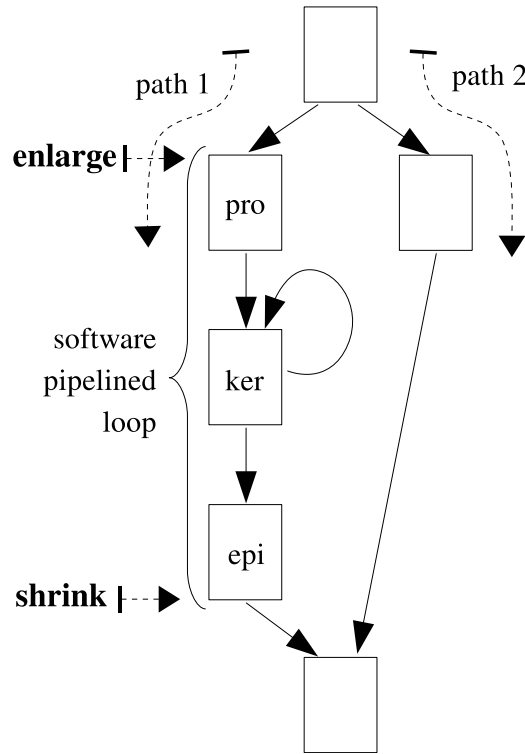 path 1
path 2
enlarge
pro
software
pipelined
loop
ker
epi
shrink